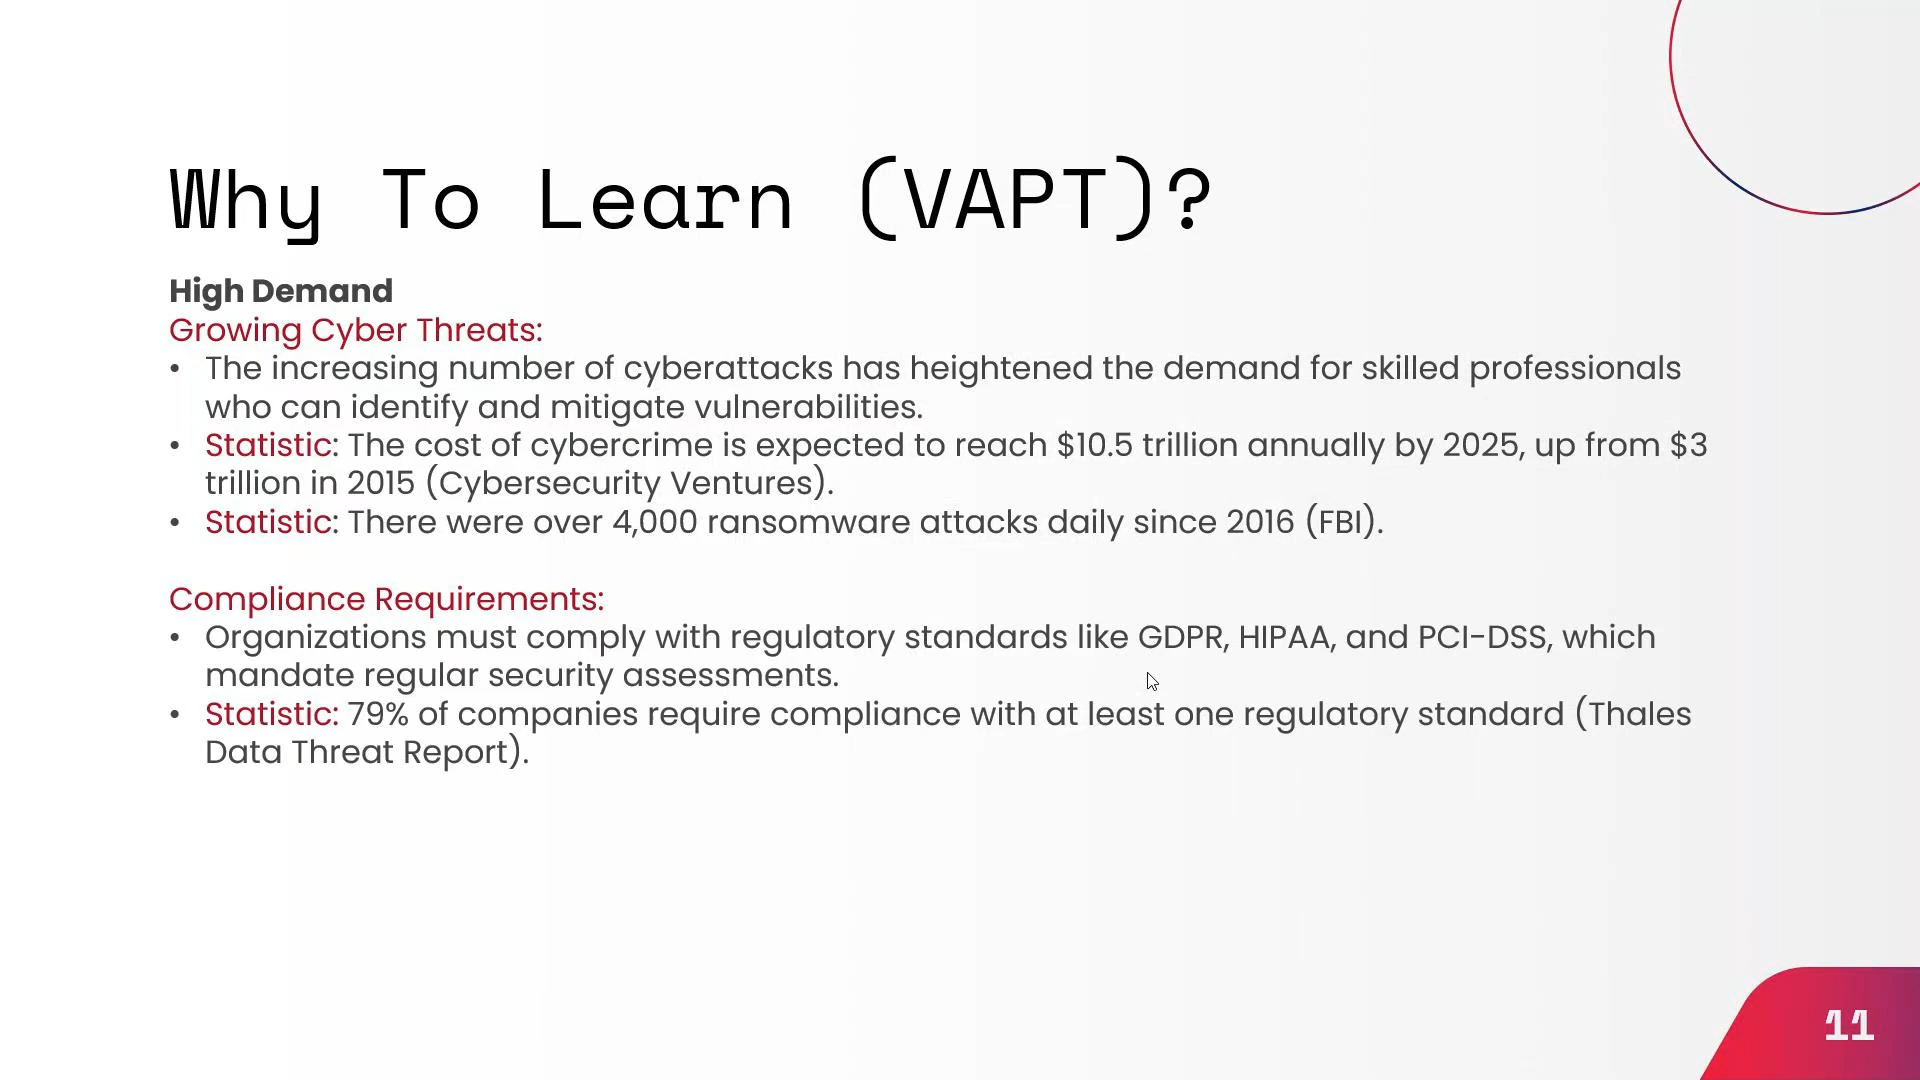 Why To Learn (VAPT)?
High Demand
Growing Cyber Threats:
• The increasing number of cyberattacks has heightened the demand for skilled professionals
who can identify and mitigate vulnerabilities.
• Statistic: The cost of cybercrime is expected to reach $10.5 trillion annually by 2025, up from $3
trillion in 2015 (Cybersecurity Ventures).
• Statistic: There were over 4,000 ransomware attacks daily since 2016 (FBI).
Compliance Requirements:
• Organizations must comply with regulatory standards like GDPR, HIPAA, and PCI-DSS, which
mandate regular security assessments.
• Statistic: 79% of companies require compliance with at least one regulatory standard (Thales
Data Threat Report).
11